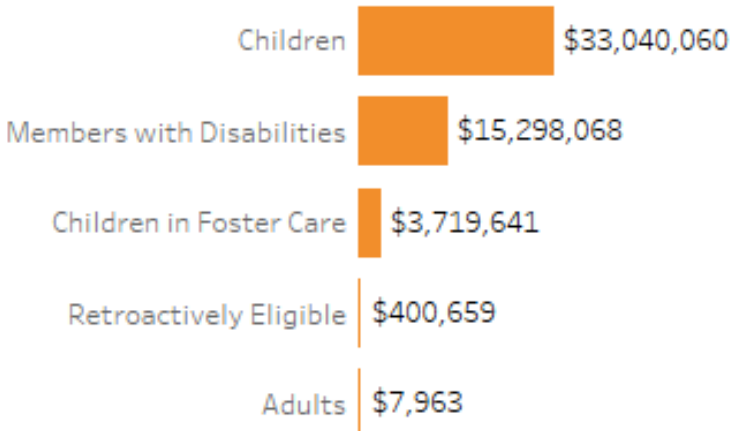 Children $33,040,060
Members with Disabilities $15,298,068
Children in Foster Care $3,719,641
Retroactively Eligible $400,659
Adults $7,963